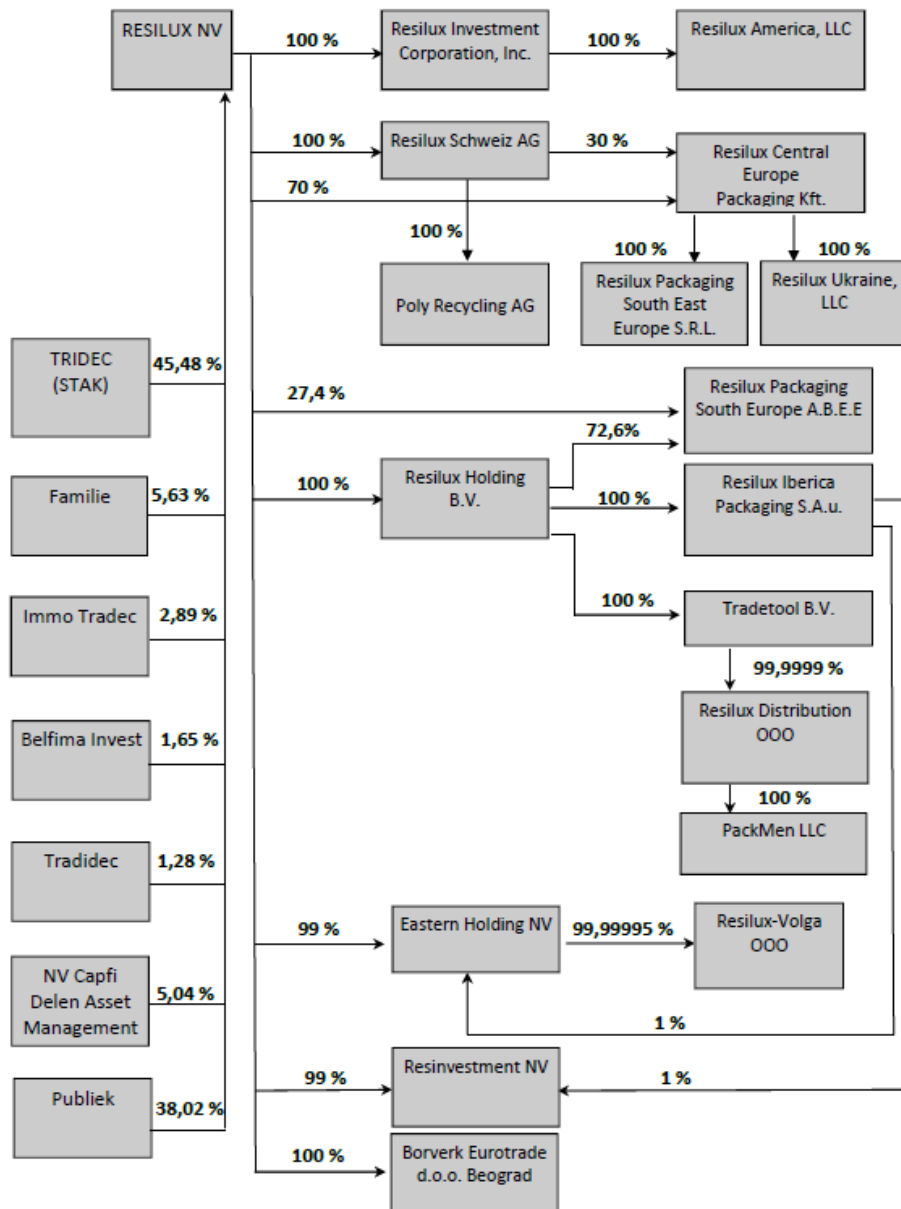 RESILUX NV
100 %
Resilux Investment
Corporation, Inc.
100 %
Resilux America, LLC
100 %
Resilux Schweiz AG
30 %
Resilux Central
Europe
Packaging Kft.
70 %
100 %
100 %
100 %
Poly Recycling AG
Resilux Packaging
South East
Europe S.R.L.
Resilux Ukraine,
LLC
TRIDEC
(STAK)
45,48 %
27,4 %
Resilux Packaging
South Europe A.B.E.E
72,6%
Familie
5,63 %
100 %
Resilux Holding
B.V.
100 %
Resilux Iberica
Packaging S.A.u.
Immo Tradec
2,89 %
100 %
Tradetool B.V.
99,9999 %
Belfima Invest
1,65 %
Resilux Distribution
OOO
100 %
PackMen LLC
Tradidec
1,28 %
99 %
Eastern Holding NV
99,99995 %
Resilux-Volga
OOO
NV Capfi
Delen Asset
Management
5,04 %
1 %
Publiek
38,02 %
99 %
Resinvestment NV
1 %
100 %
Borverk Eurotrade
d.o.o. Beograd